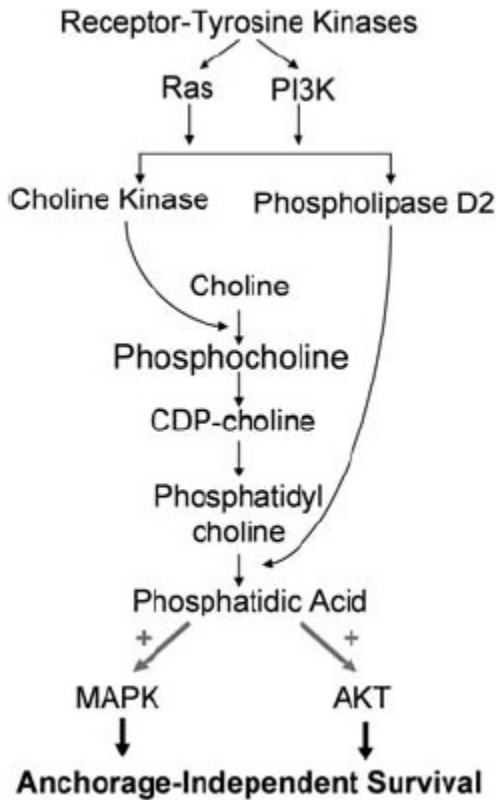 Receptor-Tyrosine Kinases
Ras PI3K
Choline Kinase Phospholipase D2
Choline
Phosphocholine
CDP-choline
Phosphatidyl
choline
Phosphatidic Acid
+ +
MAPK AKT
Anchorage-Independent Survival